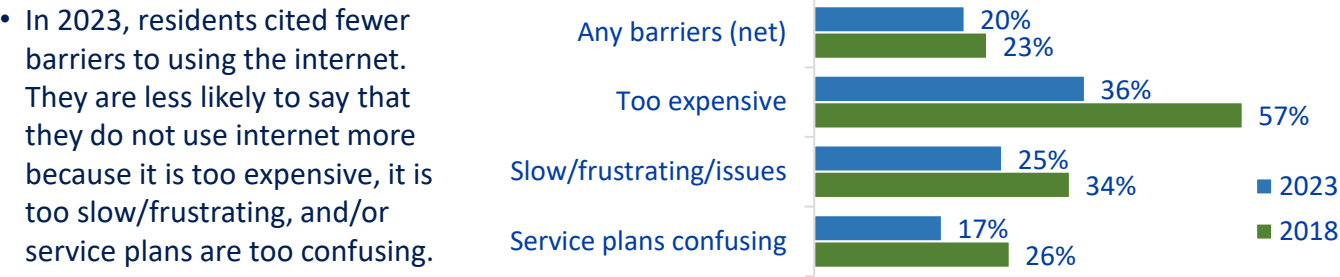 • In 2023, residents cited fewer
barriers to using the internet.
They are less likely to say that
they do not use internet more
because it is too expensive, it is
too slow/frustrating, and/or
service plans are too confusing.
Any barriers (net)
20%
23%
Too expensive
36%
57%
Slow/frustrating/issues
25%
34%
Service plans confusing
17%
26%
2023
2018